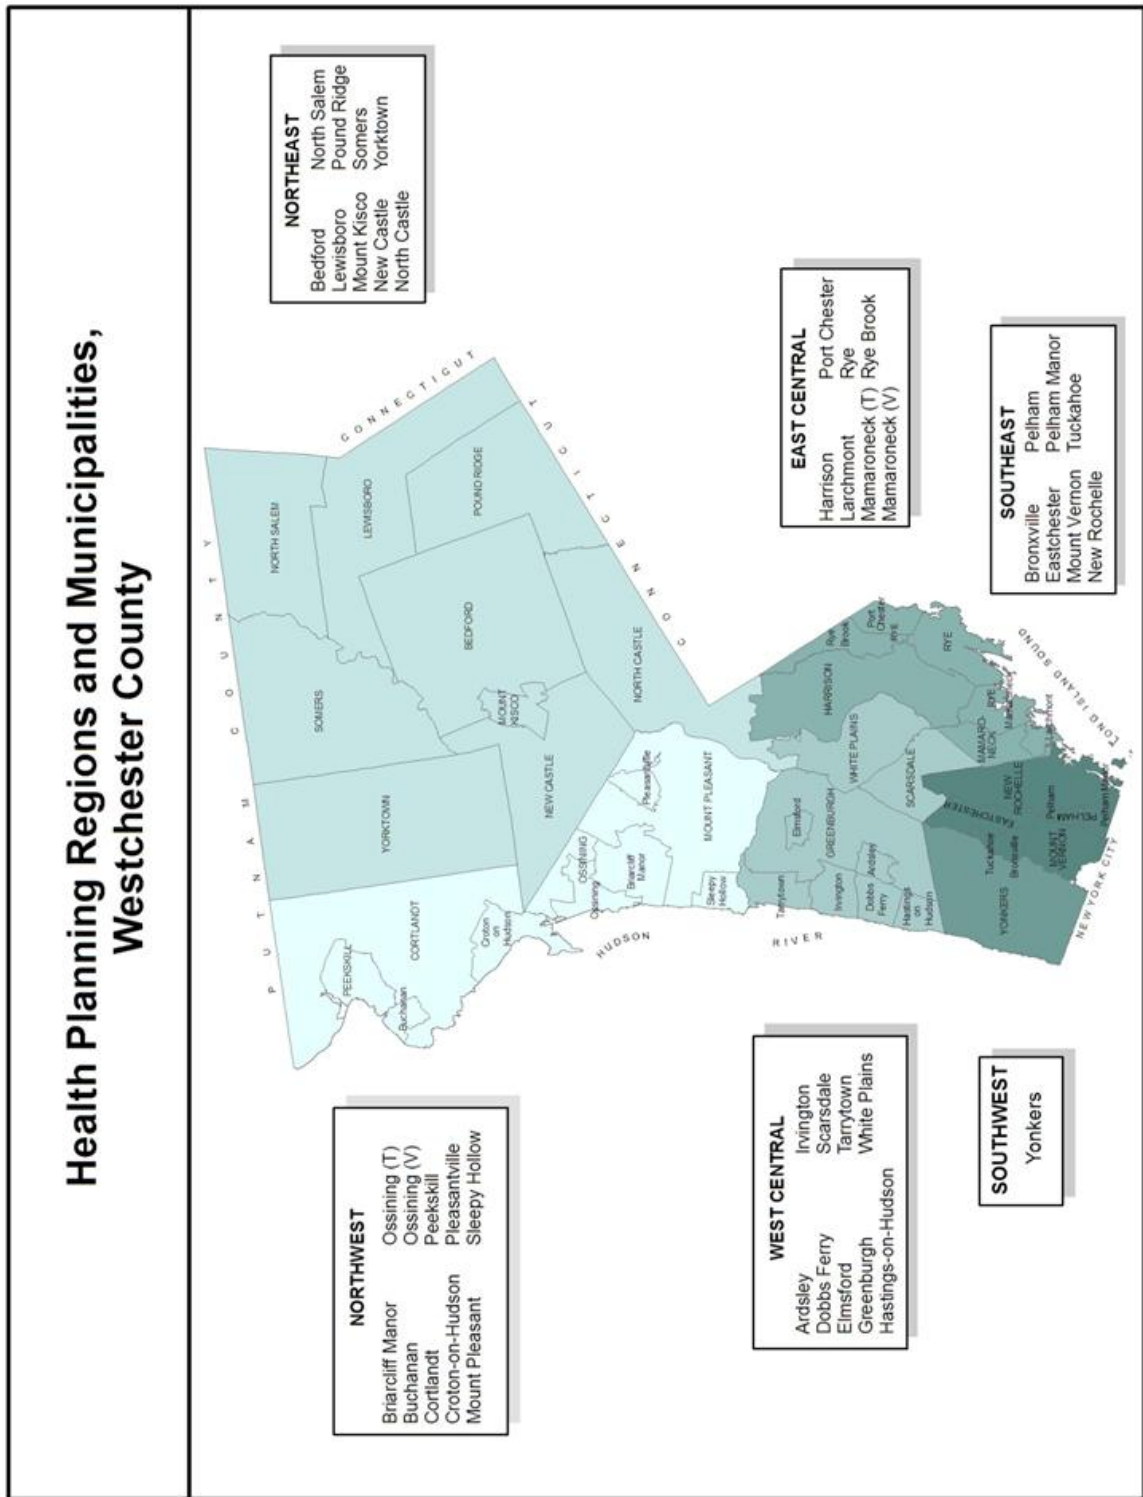 Health Planning Regions and Municipalities,
Westchester County
NORTHWEST
Briarcliff Manor Ossining (T)
Buchanan Ossining (V)
Cortlandt Peekskill
Croton-on-Hudson Pleasantville
Mount Pleasant Sleepy Hollow
NORTHEAST
Bedford North Salem
Lewisboro Pound Ridge
Mount Kisco Somers
New Castle Yorktown
North Castle
WEST CENTRAL
Ardsley Irvington
Dobbs Ferry Scarsdale
Elmsford Tarrytown
Greenburgh White Plains
Hastings-on-Hudson
EAST CENTRAL
Harrison Port Chester
Larchmont Rye
Mamaroneck (T) Rye Brook
Mamaroneck (V)
SOUTHWEST
Yonkers
SOUTHEAST
Bronxville Pelham
Eastchester Pelham Manor
Mount Vernon Tuckahoe
New Rochelle
PUTNAM COUNTY
CONNECTICUT
CONNECTICUT
HUDSON
RIVER
NEW YORK CITY
LONG ISLAND SOUND
PEEKSKILL
Buchanan
CORTLANDT
Croton
on
Hudson
YORKTOWN
SOMERS
NORTH SALEM
LEWISBORO
POUND RIDGE
BEDFORD
MOUNT
KISCO
NEW CASTLE
NORTH CASTLE
OSSINING
Ossining
Briarcliff
Manor
Pleasantville
MOUNT PLEASANT
Sleepy
Hollow
Tarrytown
Elmsford
GREENBURGH
Irvington
Ardsley
Dobbs
Ferry
Hastings
on
Hudson
WHITE PLAINS
SCARSDALE
HARRISON
Rye
Brook
Port
Chester
RYE
RYE
RYE
MAMARO-
NECK
Mamaroneck
Larchmont
YONKERS
Tuckahoe
EASTCHESTER
Bronxville
NEW
ROCHELLE
MOUNT
VERNON
Pelham
PELHAM
Pelham Manor